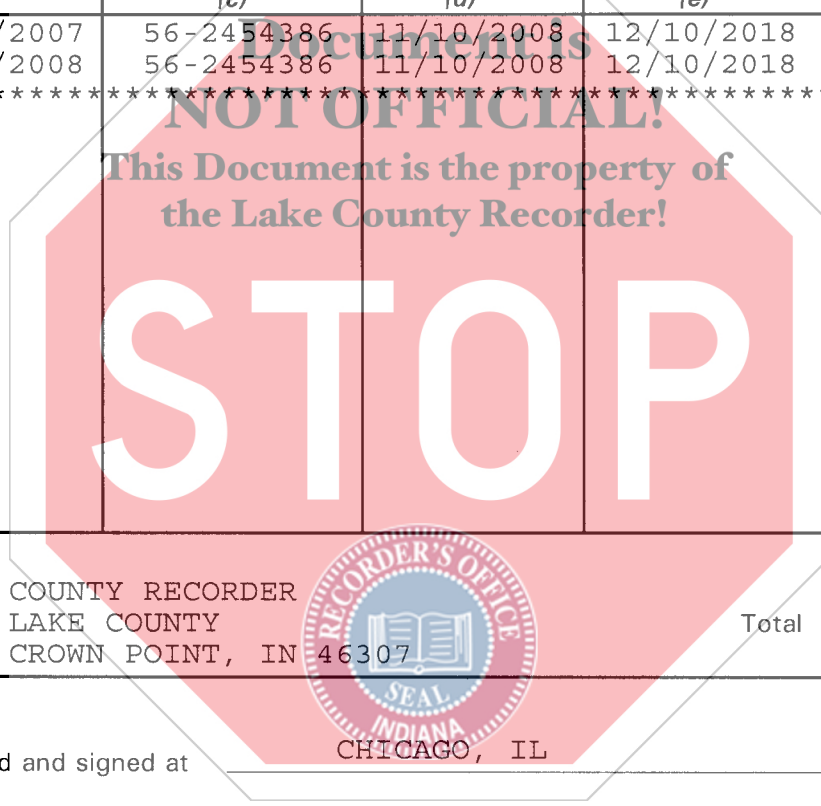 (c) (d) (e)
/2007 56-2454386 11/10/2008 12/10/2018
/2008 56-2454386 11/10/2008 12/10/2018
Document is
NOT OFFICIAL!
This Document is the property of
the Lake County Recorder!
STOP
COUNTY RECORDER
LAKE COUNTY
CROWN POINT, IN 46307
Total
RECORDER'S OFFICE
SEAL
INDIANA
d and signed at CHICAGO, IL